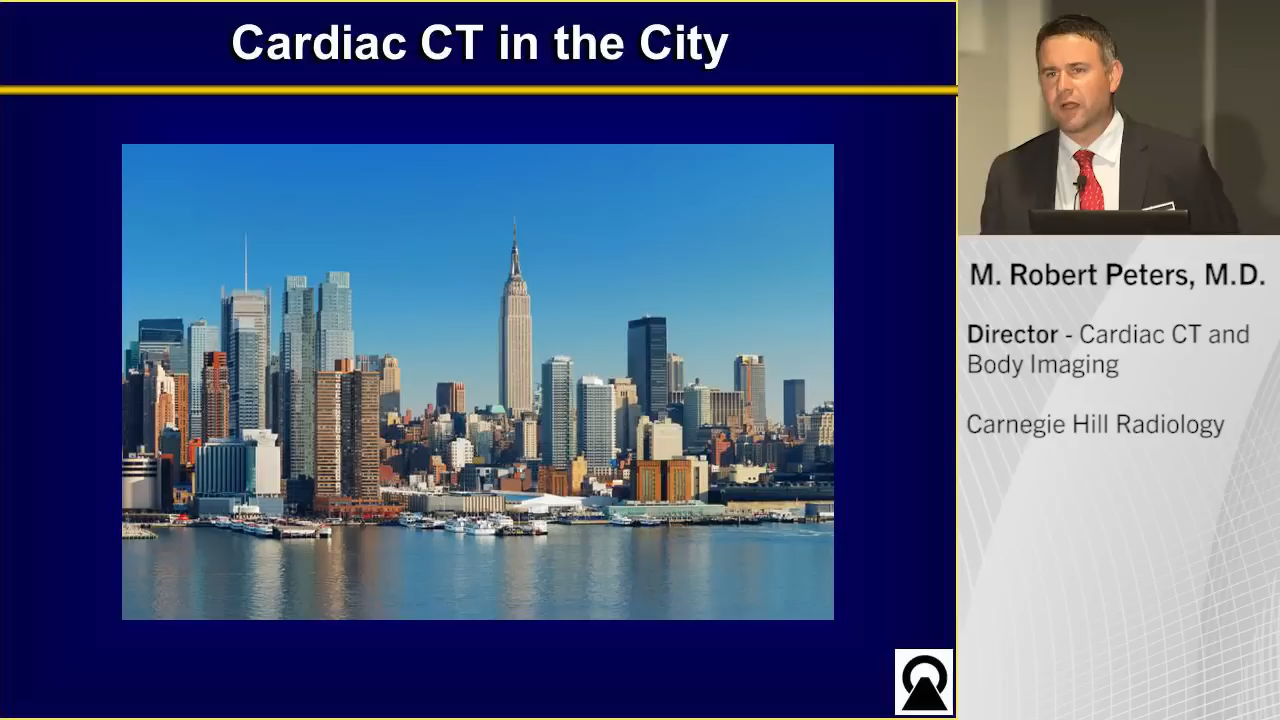 Cardiac CT in the City
M. Robert Peters, M.D.
Director - Cardiac CT and
Body Imaging
Carnegie Hill Radiology